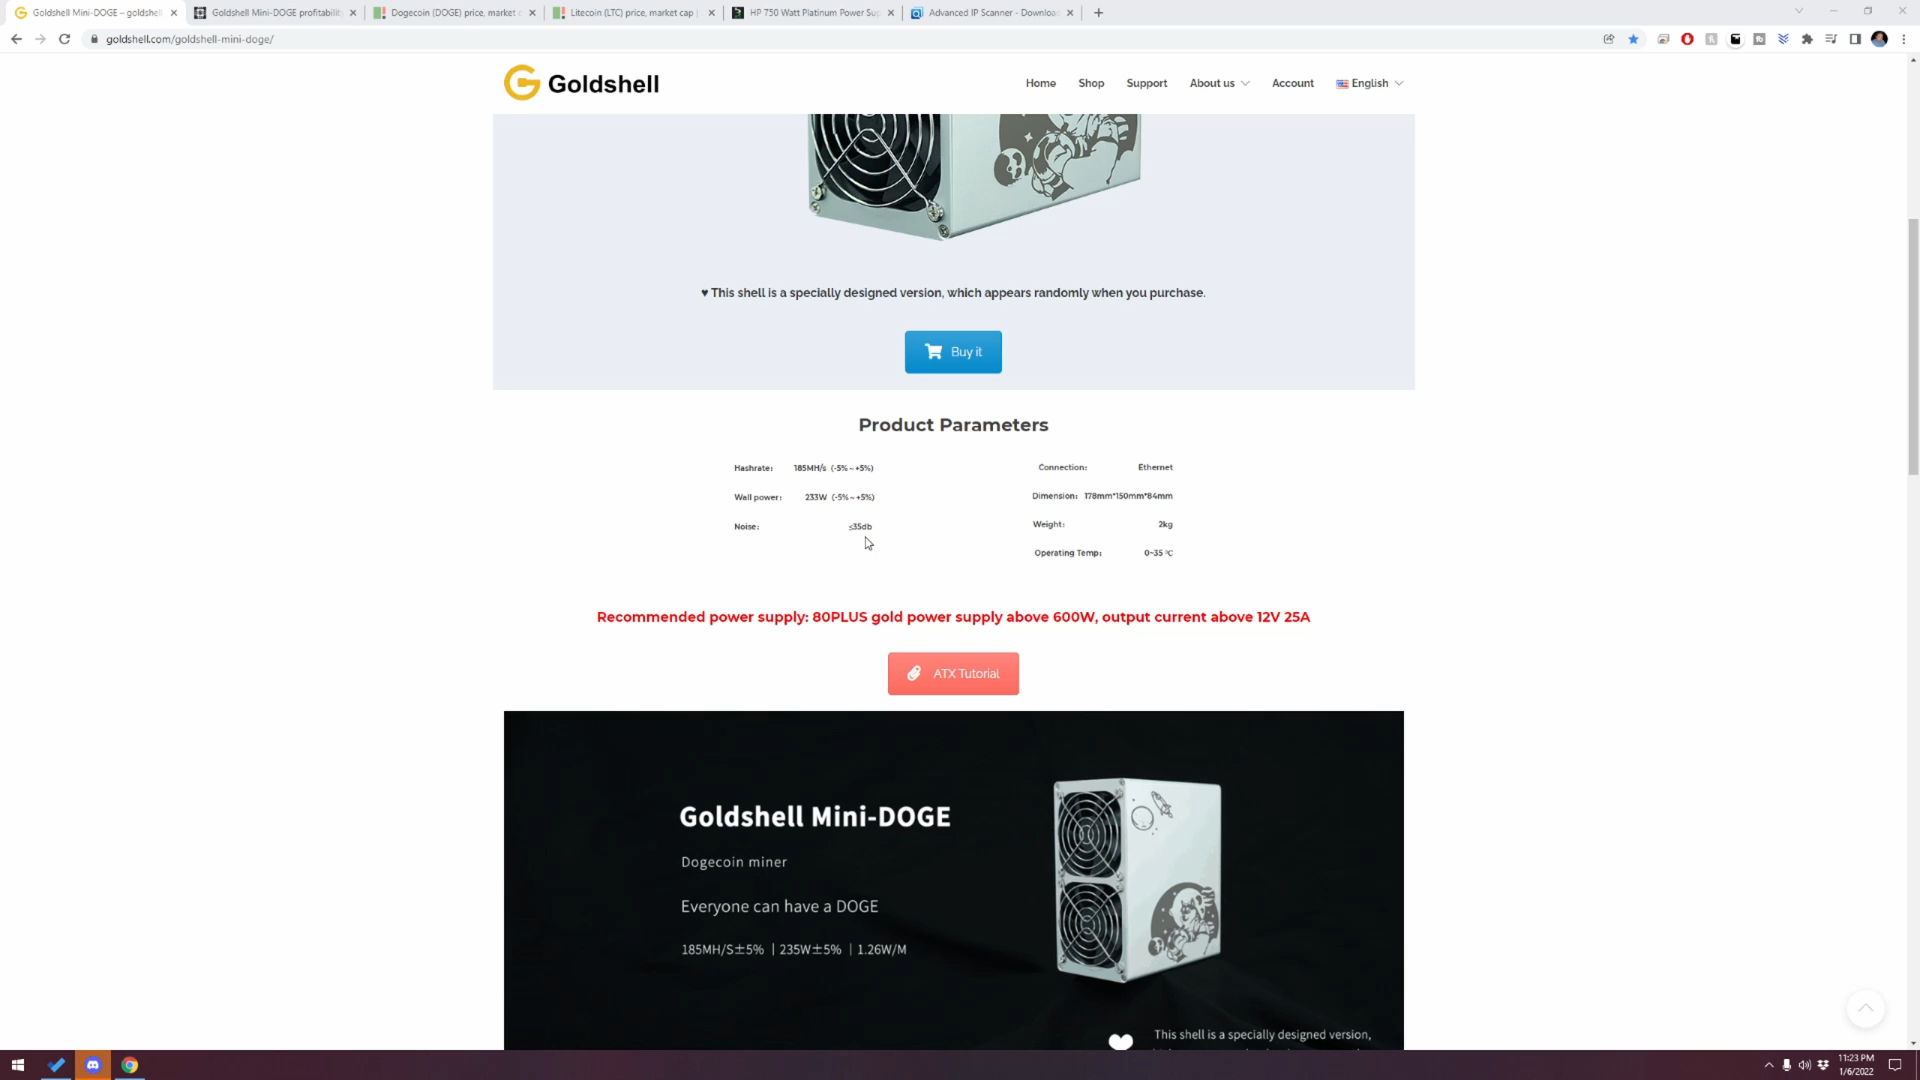 Goldshell Mini-DOGE – goldshell
Goldshell Mini-DOGE profitability
Dogecoin (DOGE) price, market c
Litecoin (LTC) price, market cap |
HP 750 Watt Platinum Power Sup
Advanced IP Scanner - Download
goldshell.com/goldshell-mini-doge/
Goldshell
Home
Shop
Support
About us
Account
English
♥ This shell is a specially designed version, which appears randomly when you purchase.
Buy it
Product Parameters
Hashrate: 185MH/s (-5%~+5%)
Wall power: 233W (-5%~+5%)
Noise: ≤35db
Connection: Ethernet
Dimension: 178mm*150mm*84mm
Weight: 2kg
Operating Temp: 0~35 ℃
Recommended power supply: 80PLUS gold power supply above 600W, output current above 12V 25A
ATX Tutorial
Goldshell Mini-DOGE
Dogecoin miner
Everyone can have a DOGE
185MH/S±5% | 235W±5% | 1.26W/M
This shell is a specially designed version,
11:23 PM
1/6/2022